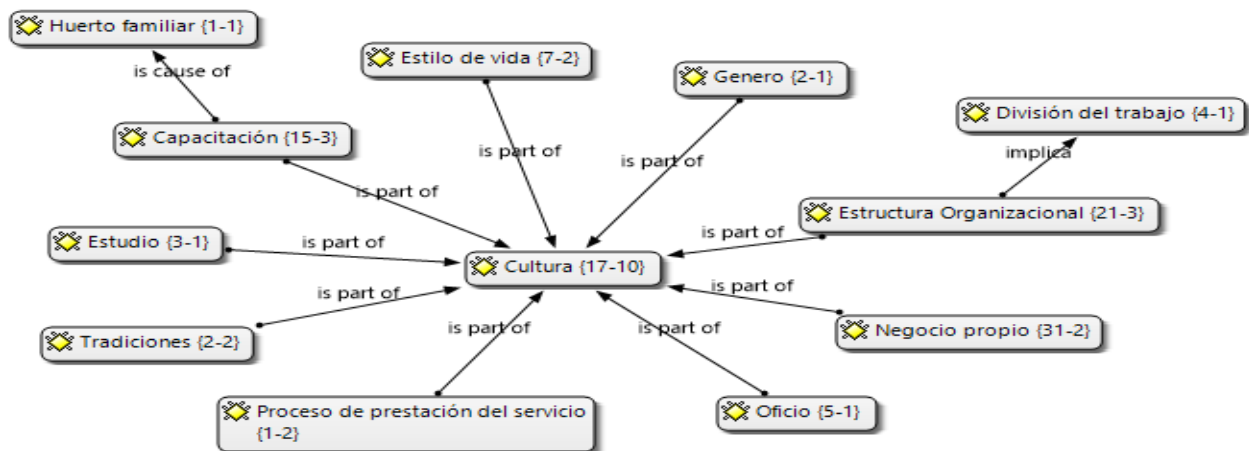 Huerto familiar {1-1}
is cause of
Estilo de vida {7-2}
Genero {2-1}
División del trabajo {4-1}
Capacitación {15-3}
is part of
is part of
is part of
implica
Estructura Organizacional {21-3}
Estudio {3-1}
is part of
is part of
Cultura {17-10}
is part of
is part of
Tradiciones {2-2}
Negocio propio {31-2}
is part of
is part of
Proceso de prestación del servicio
{1-2}
Oficio {5-1}